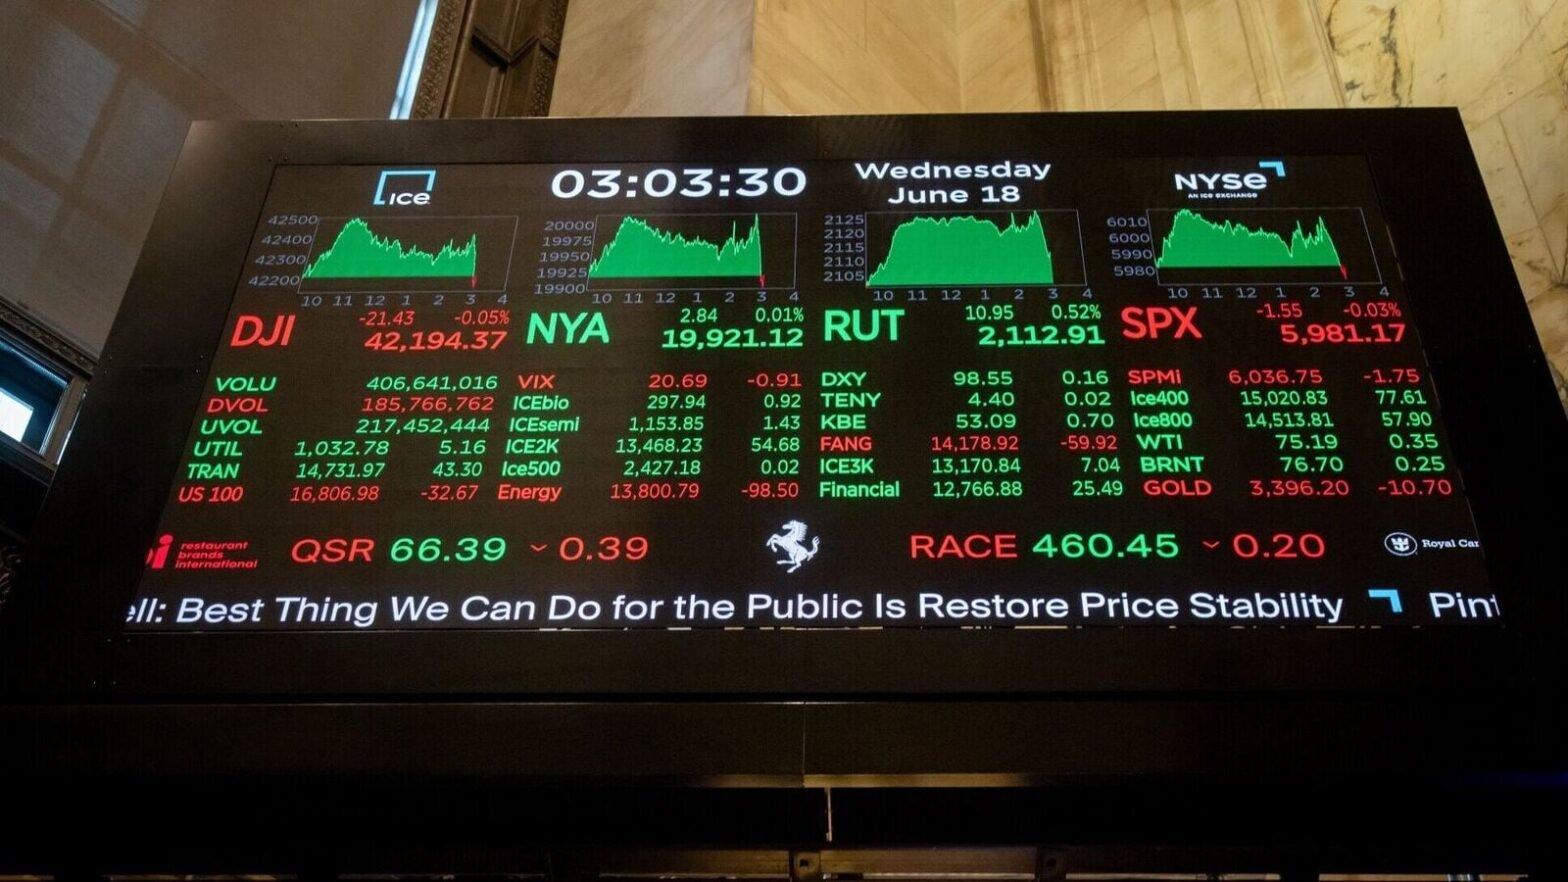 ICE
03:03:30
Wednesday
June 18
NYSE
AN ICE EXCHANGE
42500
42400
42300
42200
10 11 12 1 2 3 4
20000
19975
19950
19925
19900
10 11 12 1 2 3 4
2125
2120
2115
2110
2105
10 11 12 1 2 3 4
6010
6000
5990
5980
10 11 12 1 2 3 4
DJI -21.43 -0.05%
42,194.37
NYA 2.84 0.01%
19,921.12
RUT 10.95 0.52%
2,112.91
SPX -1.55 -0.03%
5,981.17
VOLU 406,641,016
DVOL 185,766,762
UVOL 217,452,444
UTIL 1,032.78 5.16
TRAN 14,731.97 43.30
US 100 16,806.98 -32.67
VIX 20.69 -0.91
ICEbio 297.94 0.92
ICEsemi 1,153.85 1.43
ICE2K 13,468.23 54.68
Ice500 2,427.18 0.02
Energy 13,800.79 -98.50
DXY 98.55 0.16
TENY 4.40 0.02
KBE 53.09 0.70
FANG 14,178.92 -59.92
ICE3K 13,170.84 7.04
Financial 12,766.88 25.49
SPMi 6,036.75 -1.75
Ice400 15,020.83 77.61
Ice800 14,513.81 57.90
WTI 75.19 0.35
BRNT 76.70 0.25
GOLD 3,396.20 -10.70
restaurant
brands
international
QSR 66.39 0.39
RACE 460.45 0.20
Royal Car
ell: Best Thing We Can Do for the Public Is Restore Price Stability Pint